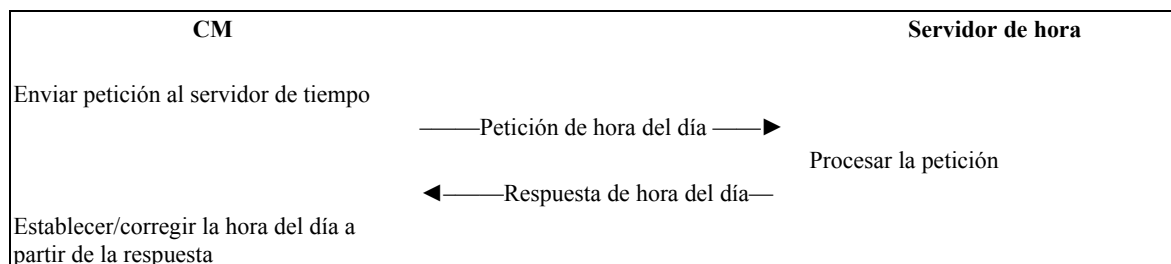 CM Servidor de hora
Enviar petición al servidor de tiempo
Petición de hora del día
Procesar la petición
Respuesta de hora del día
Establecer/corregir la hora del día a
partir de la respuesta